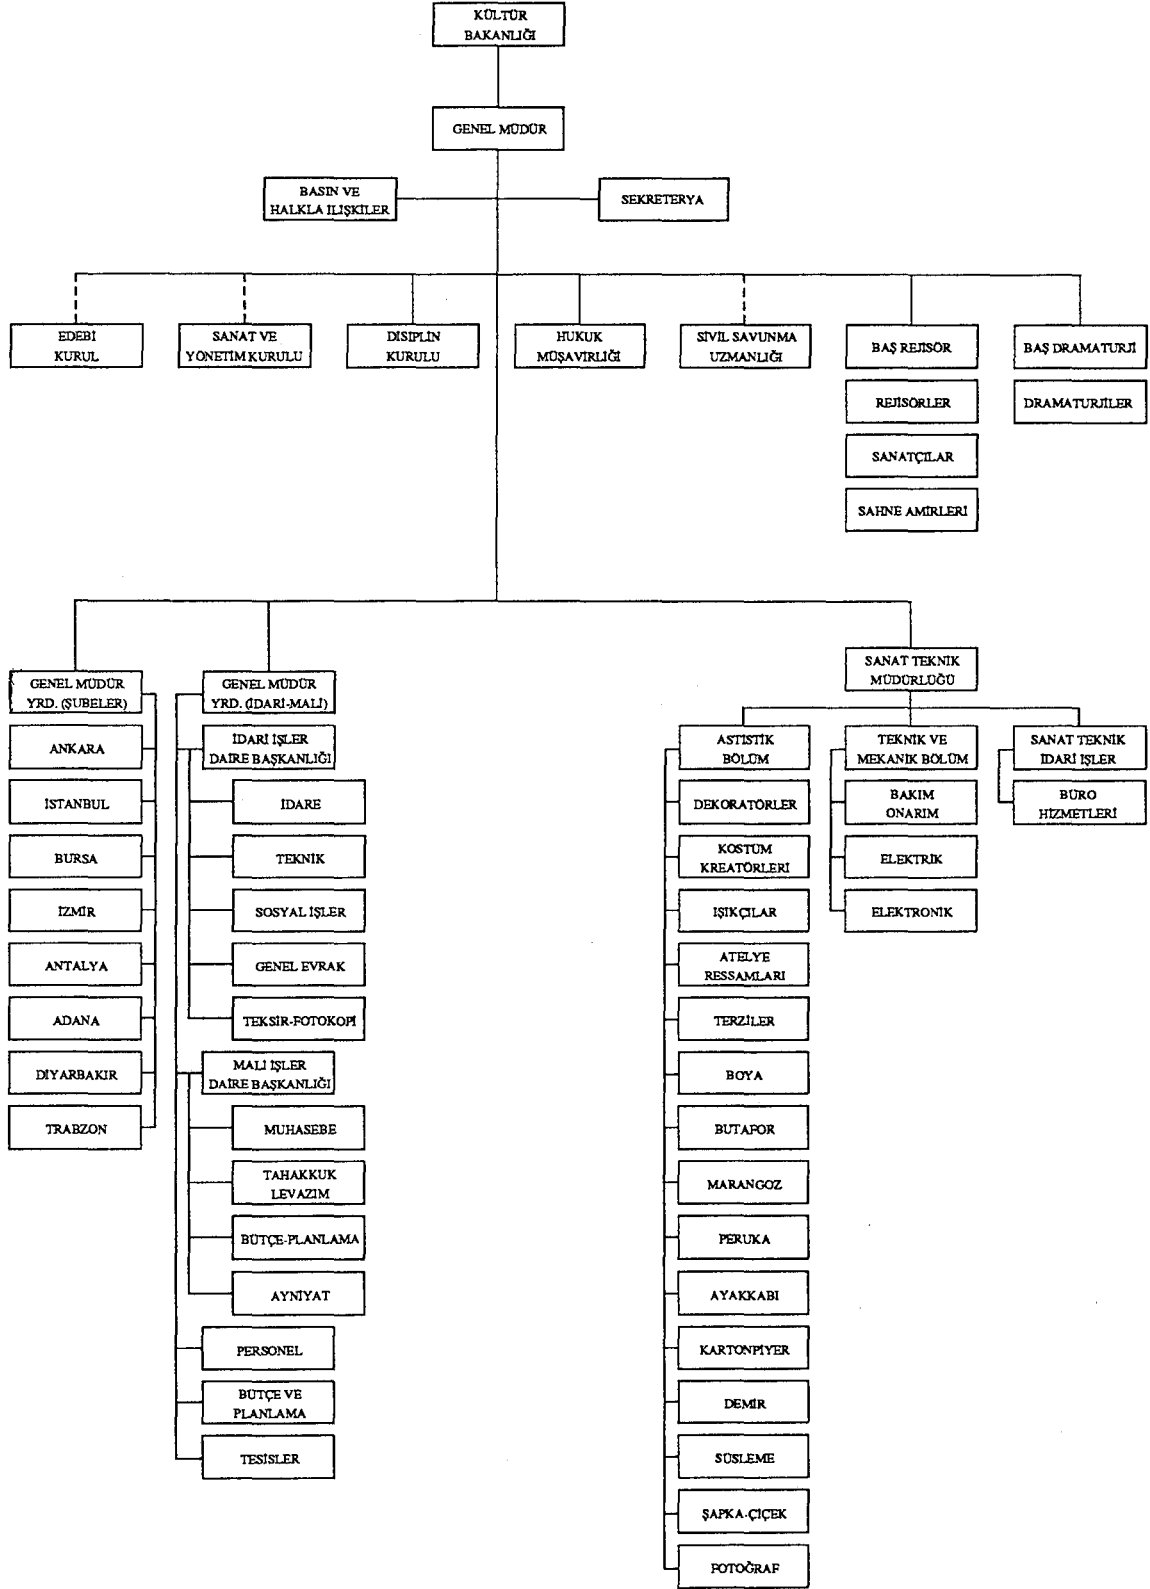 KÜLTÜR
BAKANLIĞI
GENEL MÜDÜR
BASIN VE
HALKLA İLİŞKİLER
SEKRETERYA
EDEBİ
KURUL
SANAT VE
YÖNETİM KURULU
DİSİPLİN
KURULU
HUKUK
MÜŞAVİRLİĞİ
SİVİL SAVUNMA
UZMANLIĞI
BAŞ REJİSÖR
REJİSÖRLER
SANATÇILAR
SAHNE AMİRLERİ
BAŞ DRAMATURJİ
DRAMATURJİLER
GENEL MÜDÜR
YRD. (ŞUBELER)
ANKARA
İSTANBUL
BURSA
İZMİR
ANTALYA
ADANA
DİYARBAKIR
TRABZON
GENEL MÜDÜR
YRD. (İDARİ-MALİ)
İDARİ İŞLER
DAİRE BAŞKANLIĞI
İDARE
TEKNİK
SOSYAL İŞLER
GENEL EVRAK
TEKSİR-FOTOKOPİ
MALİ İŞLER
DAİRE BAŞKANLIĞI
MUHASEBE
TAHAKKUK
LEVAZIM
BÜTÇE-PLANLAMA
AYNİYAT
PERSONEL
BÜTÇE VE
PLANLAMA
TESİSLER
SANAT TEKNİK
MÜDÜRLÜĞÜ
ASTİSTİK
BÖLÜM
DEKORATÖRLER
KOSTÜM
KREATÖRLERİ
IŞIKÇILAR
ATELYE
RESSAMLARI
TERZİLER
BOYA
BUTAFOR
MARANGOZ
PERUKA
AYAKKABI
KARTONPİYER
DEMİR
SÜSLEME
ŞAPKA-ÇİÇEK
FOTOĞRAF
TEKNİK VE
MEKANİK BÖLÜM
BAKIM
ONARIM
ELEKTRİK
ELEKTRONİK
SANAT TEKNİK
İDARİ İŞLER
BÜRO
HİZMETLERİ